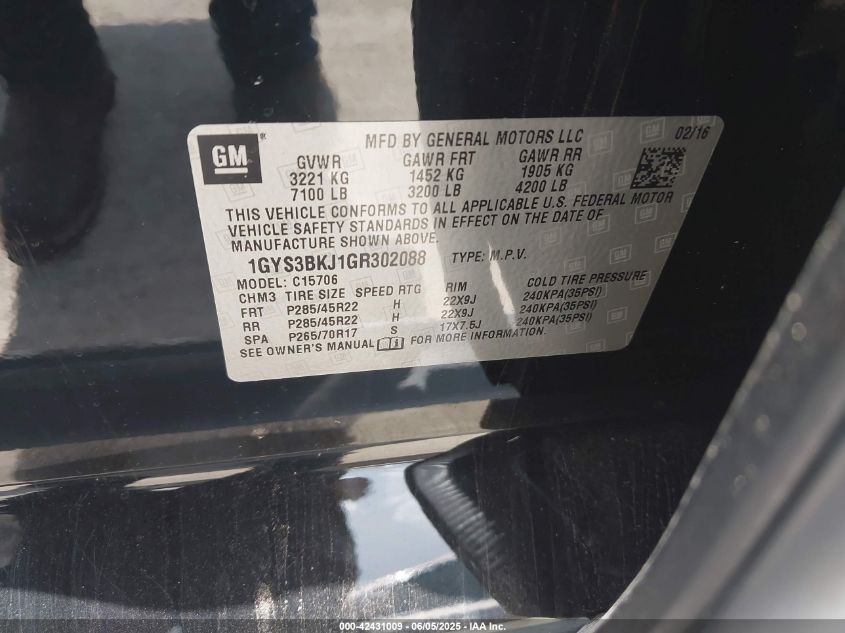 GM
MFD BY GENERAL MOTORS LLC 02/16
GVWR GAWR FRT GAWR RR
3221 KG 1452 KG 1905 KG
7100 LB 3200 LB 4200 LB
THIS VEHICLE CONFORMS TO ALL APPLICABLE U.S. FEDERAL MOTOR
VEHICLE SAFETY STANDARDS IN EFFECT ON THE DATE OF
MANUFACTURE SHOWN ABOVE.
1GYS3BKJ1GR302088 TYPE: M.P.V.
MODEL: C15706
CHM3 TIRE SIZE SPEED RTG RIM COLD TIRE PRESSURE
FRT P285/45R22 H 22X9J 240KPA(35PSI)
RR P285/45R22 H 22X9J 240KPA(35PSI)
SPA P265/70R17 S 17X7.5J 240KPA(35PSI)
SEE OWNER'S MANUAL FOR MORE INFORMATION.
000-42431009 - 06/05/2025 - IAA Inc.